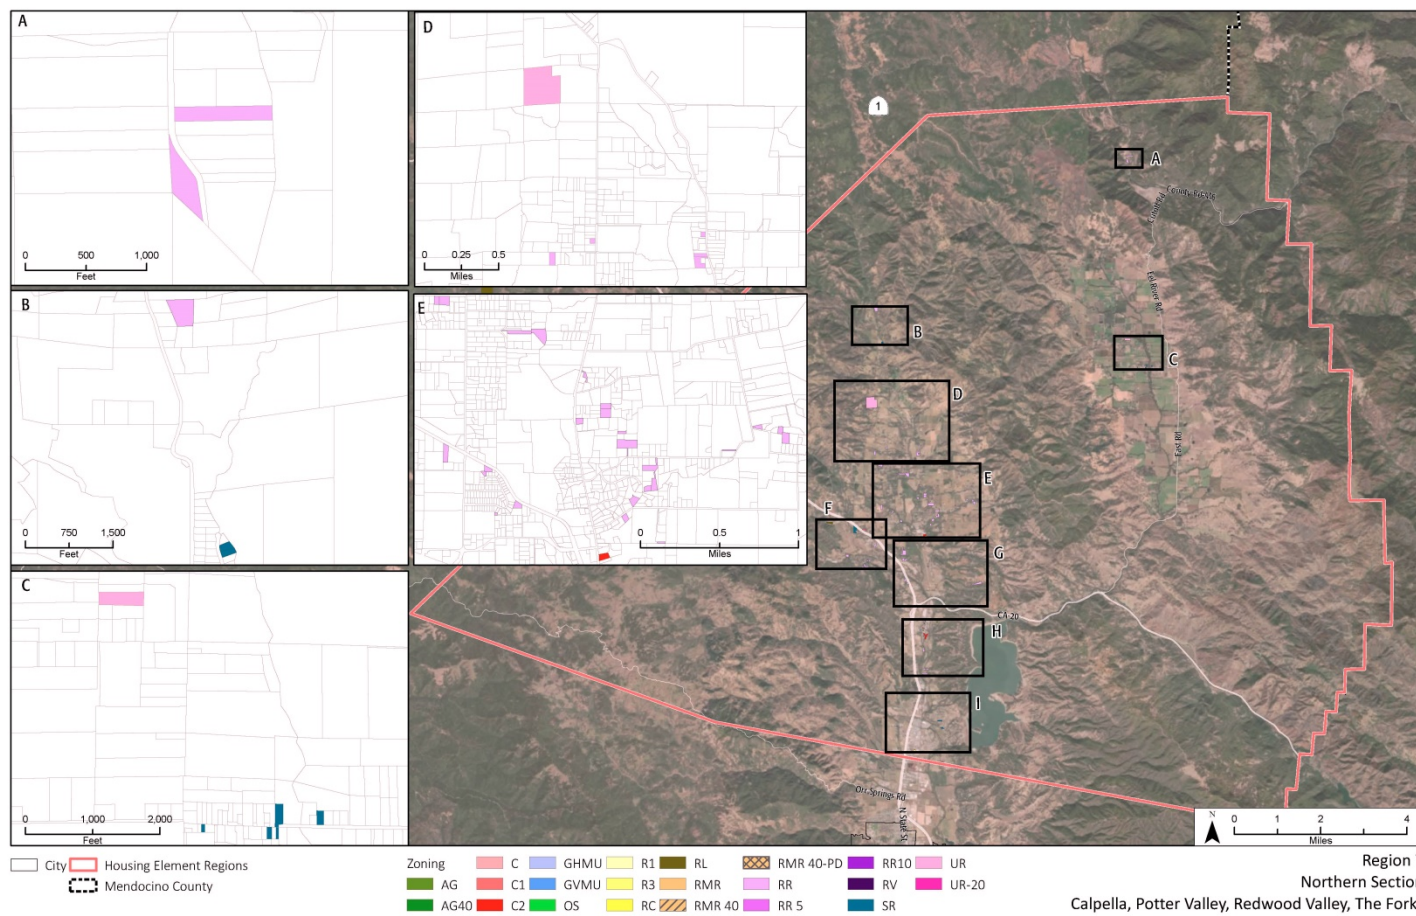 A
0 500 1,000
Feet
B
0 750 1,500
Feet
C
0 1,000 2,000
Feet
D
0 0.25 0.5
Miles
E
0 0.5 1
Miles
1
A
B
C
D
E
F
G
H
I
Eel River Rd
East Rd
CA 20
Orr Springs Rd
N State St
N
0 2 4
Miles
City
Housing Element Regions
Mendocino County
Zoning
AG
AG40
C
C1
C2
GHMU
GVMU
OS
R1
R3
RC
RL
RMR
RMR 40
RMR 40-PD
RR
RR 5
RR10
RV
SR
UR
UR-20
Region
Northern Section
Calpella, Potter Valley, Redwood Valley, The Fork